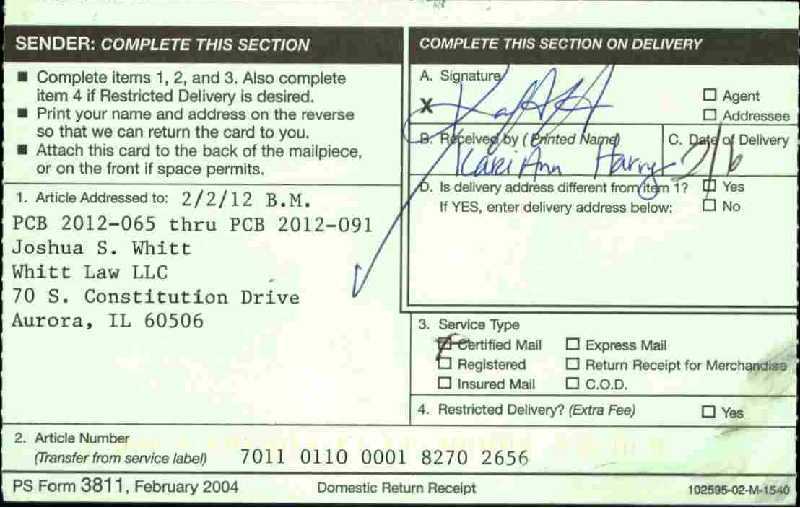 SENDER: COMPLETE THIS SECTION
■ Complete items 1, 2, and 3. Also complete
item 4 if Restricted Delivery is desired.
■ Print your name and address on the reverse
so that we can return the card to you.
■ Attach this card to the back of the mailpiece,
or on the front if space permits.
1. Article Addressed to: 2/2/12 B.M.
PCB 2012-065 thru PCB 2012-091
Joshua S. Whitt
Whitt Law LLC
70 S. Constitution Drive
Aurora, IL 60506
2. Article Number
(Transfer from service label) 7011 0110 0001 8270 2656
COMPLETE THIS SECTION ON DELIVERY
A. Signature
X
☐ Agent
☐ Addressee
B. Received by (Printed Name)
Ann
C. Date of Delivery
2/6
D. Is delivery address different from item 1? ☐ Yes
If YES, enter delivery address below: ☐ No
3. Service Type
☐ Certified Mail ☐ Express Mail
☐ Registered ☐ Return Receipt for Merchandise
☐ Insured Mail ☐ C.O.D.
4. Restricted Delivery? (Extra Fee) ☐ Yes
PS Form 3811, February 2004 Domestic Return Receipt 102595-02-M-1540